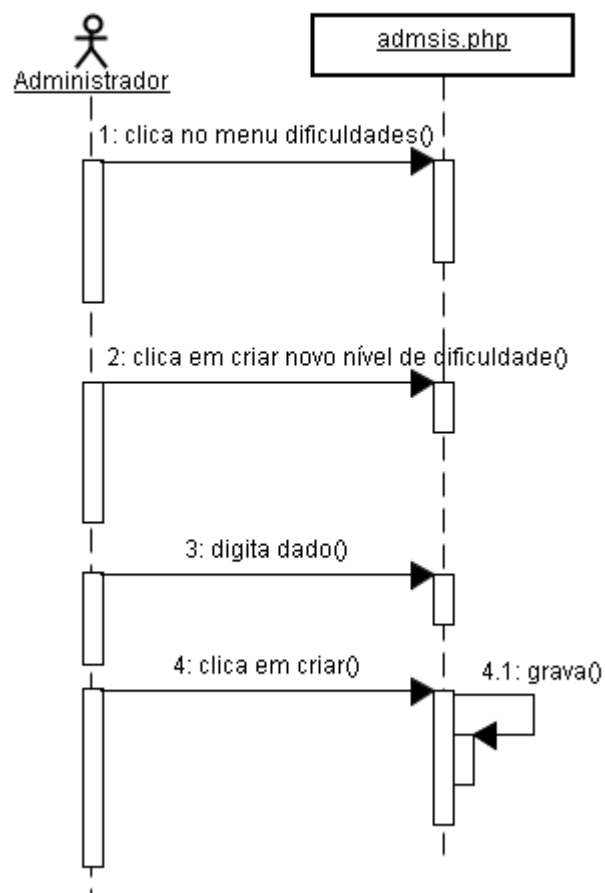 Administrador
admsis.php
1: clica no menu dificuldades()
2: clica em criar novo nível de dificuldade()
3: digita dado()
4: clica em criar()
4.1: grava()